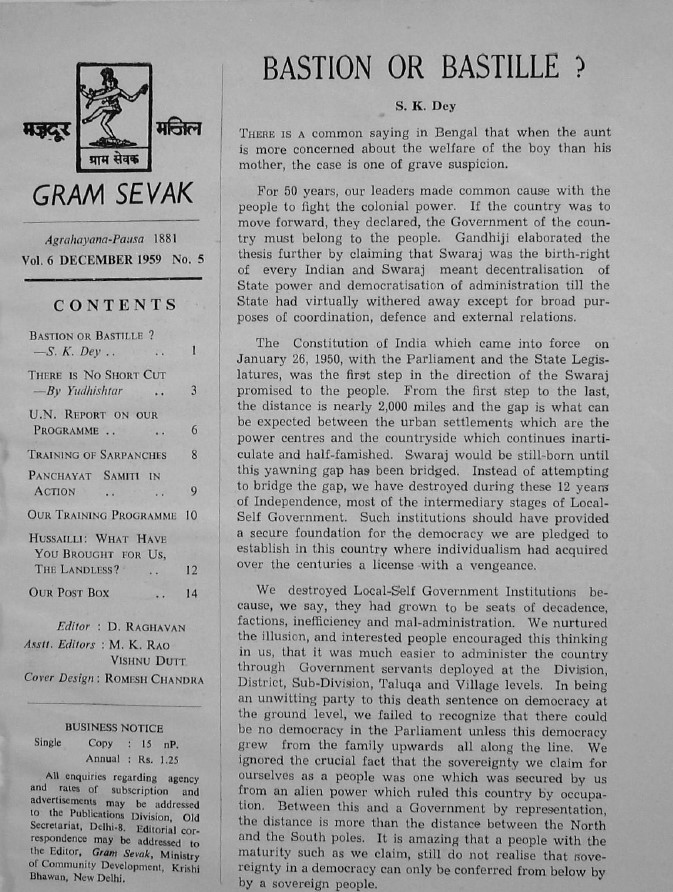 मज़दूर मन्ज़िल
ग्राम सेवक
GRAM SEVAK
Agrahayana-Pausa 1881
Vol. 6 DECEMBER 1959 No. 5
CONTENTS
BASTION OR BASTILLE ?
—S. K. Dey .. .. 1
THERE IS NO SHORT CUT
—By Yudhishtar .. 3
U.N. REPORT ON OUR
PROGRAMME .. .. 6
TRAINING OF SARPANCHES 8
PANCHAYAT SAMITI IN
ACTION .. .. 9
OUR TRAINING PROGRAMME 10
HUSSAILLI: WHAT HAVE
YOU BROUGHT FOR US,
THE LANDLESS? .. 12
OUR POST BOX .. 14
Editor : D. RAGHAVAN
Asstt. Editors : M. K. RAO
VISHNU DUTT
Cover Design : ROMESH CHANDRA
BUSINESS NOTICE
Single Copy : 15 nP.
Annual : Rs. 1.25
All enquiries regarding agency
and rates of subscription and
advertisements may be addressed
to the Publications Division, Old
Secretariat, Delhi-8. Editorial cor-
respondence may be addressed to
the Editor, Gram Sevak, Ministry
of Community Development, Krishi
Bhawan, New Delhi.
BASTION OR BASTILLE ?
S. K. Dey
THERE IS A common saying in Bengal that when the aunt
is more concerned about the welfare of the boy than his
mother, the case is one of grave suspicion.
For 50 years, our leaders made common cause with the
people to fight the colonial power. If the country was to
move forward, they declared, the Government of the coun-
try must belong to the people. Gandhiji elaborated the
thesis further by claiming that Swaraj was the birth-right
of every Indian and Swaraj meant decentralisation of
State power and democratisation of administration till the
State had virtually withered away except for broad pur-
poses of coordination, defence and external relations.
The Constitution of India which came into force on
January 26, 1950, with the Parliament and the State Legis-
latures, was the first step in the direction of the Swaraj
promised to the people. From the first step to the last,
the distance is nearly 2,000 miles and the gap is what can
be expected between the urban settlements which are the
power centres and the countryside which continues inarti-
culate and half-famished. Swaraj would be still-born until
this yawning gap has been bridged. Instead of attempting
to bridge the gap, we have destroyed during these 12 years
of Independence, most of the intermediary stages of Local-
Self Government. Such institutions should have provided
a secure foundation for the democracy we are pledged to
establish in this country where individualism had acquired
over the centuries a license with a vengeance.
We destroyed Local-Self Government Institutions be-
cause, we say, they had grown to be seats of decadence,
factions, inefficiency and mal-administration. We nurtured
the illusion, and interested people encouraged this thinking
in us, that it was much easier to administer the country
through Government servants deployed at the Division,
District, Sub-Division, Taluqa and Village levels. In being
an unwitting party to this death sentence on democracy at
the ground level, we failed to recognize that there could
be no democracy in the Parliament unless this democracy
grew from the family upwards all along the line. We
ignored the crucial fact that the sovereignty we claim for
ourselves as a people was one which was secured by us
from an alien power which ruled this country by occupa-
tion. Between this and a Government by representation,
the distance is more than the distance between the North
and the South poles. It is amazing that a people with the
maturity such as we claim, still do not realise that sove-
reignty in a democracy can only be conferred from below by
by a sovereign people.